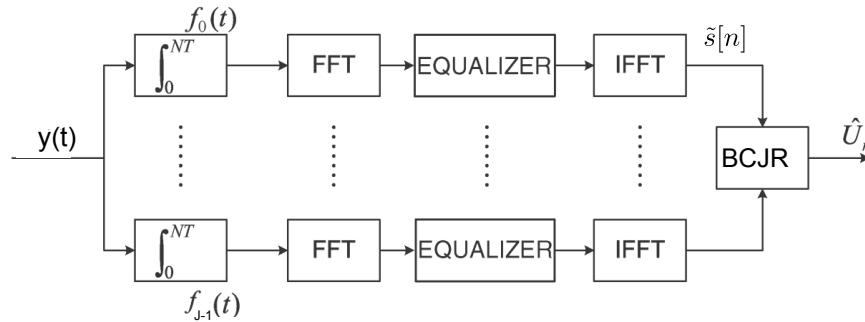 f_0(t)
∫_0^{NT} FFT EQUALIZER IFFT s̃[n]
y(t) BCJR
∫_0^{NT} FFT EQUALIZER IFFT
f_{J-1}(t)